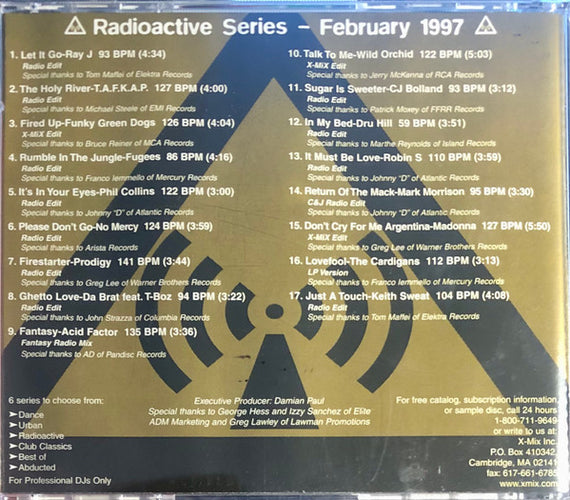 Radioactive Series – February 1997
1. Let It Go-Ray J 93 BPM (4:34)
Radio Edit
Special thanks to Tom Maffei of Elektra Records
2. The Holy River-T.A.F.K.A.P. 127 BPM (4:00)
Radio Edit
Special thanks to Michael Steele of EMI Records
3. Fired Up-Funky Green Dogs 126 BPM (4:04)
X-MiX Edit
Special thanks to Bruce Reiner of MCA Records
4. Rumble In The Jungle-Fugees 86 BPM (4:16)
Radio Edit
Special thanks to Franco Iemmello of Mercury Records
5. It's In Your Eyes-Phil Collins 122 BPM (3:00)
Radio Edit
Special thanks to Johnny "D" of Atlantic Records
6. Please Don't Go-No Mercy 124 BPM (3:59)
Radio Edit
Special thanks to Arista Records
7. Firestarter-Prodigy 141 BPM (3:44)
Radio Edit
Special thanks to Greg Lee of Warner Brothers Records
8. Ghetto Love-Da Brat feat. T-Boz 94 BPM (3:22)
Radio Edit
Special thanks to John Strazza of Columbia Records
9. Fantasy-Acid Factor 135 BPM (3:36)
Fantasy Radio Mix
Special thanks to AD of Pandisc Records
10. Talk To Me-Wild Orchid 122 BPM (5:03)
X-MiX Edit
Special thanks to Jerry McKenna of RCA Records
11. Sugar Is Sweeter-CJ Bolland 93 BPM (3:12)
Radio Edit
Special thanks to Patrick Moxey of FFRR Records
12. In My Bed-Dru Hill 59 BPM (3:51)
Radio Edit
Special thanks to Marthe Reynolds of Island Records
13. It Must Be Love-Robin S 110 BPM (3:59)
Radio Edit
Special thanks to Johnny "D" of Atlantic Records
14. Return Of The Mack-Mark Morrison 95 BPM (3:30)
C&J Radio Edit
Special thanks to Johnny "D" of Atlantic Records
15. Don't Cry For Me Argentina-Madonna 127 BPM (5:50)
X-MiX Edit
Special thanks to Greg Lee of Warner Brothers Records
16. Lovefool-The Cardigans 112 BPM (3:13)
LP Version
Special thanks to Franco Iemmello of Mercury Records
17. Just A Touch-Keith Sweat 104 BPM (4:08)
Radio Edit
Special thanks to Tom Maffei of Elektra Records
6 series to choose from:
➤Dance
➤Urban
➤Radioactive
➤Club Classics
➤Best of
➤Abducted
For Professional DJs Only
Executive Producer: Damian Paul
Special thanks to George Hess and Izzy Sanchez of Elite
ADM Marketing and Greg Lawley of Lawman Promotions
For free catalog, subscription information,
or sample disc, call 24 hours
1-800-711-9649
or write to us at:
X-Mix Inc.
P.O. Box 410342,
Cambridge, MA 02141
fax: 617-661-6785
www.xmix.com